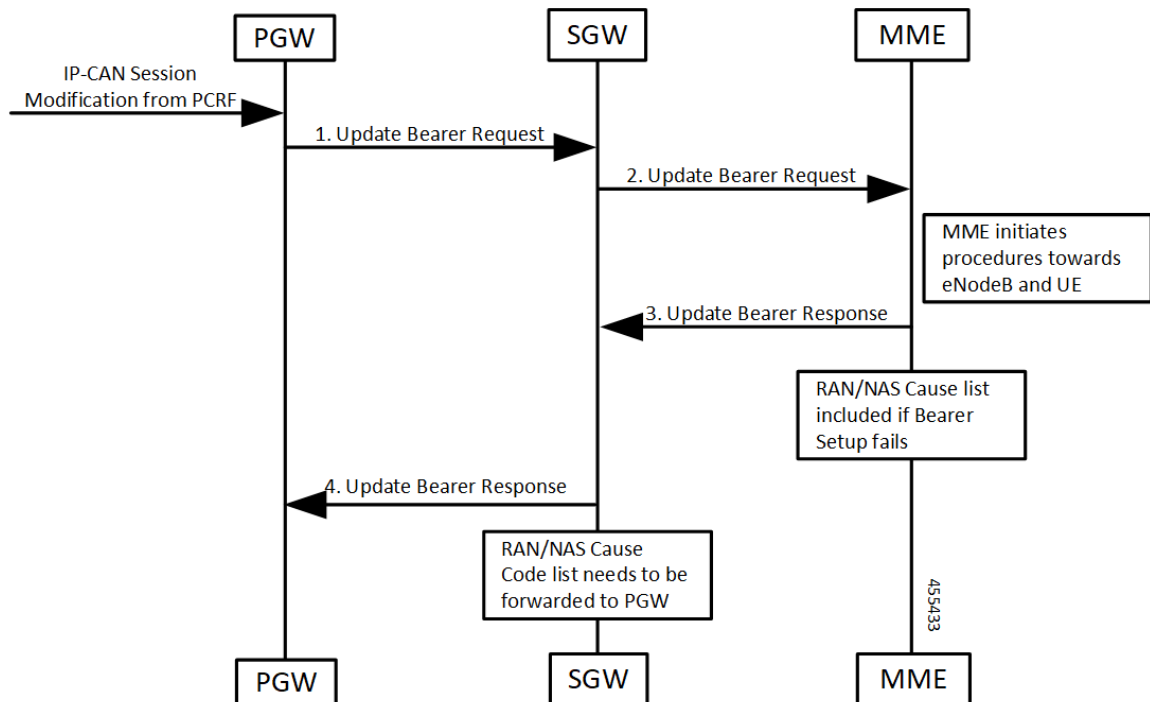 PGW
SGW
MME
IP-CAN Session
Modification from PCRF
1. Update Bearer Request
2. Update Bearer Request
MME initiates
procedures towards
eNodeB and UE
3. Update Bearer Response
RAN/NAS Cause list
included if Bearer
Setup fails
4. Update Bearer Response
RAN/NAS Cause
Code list needs to be
forwarded to PGW
455433
PGW
SGW
MME